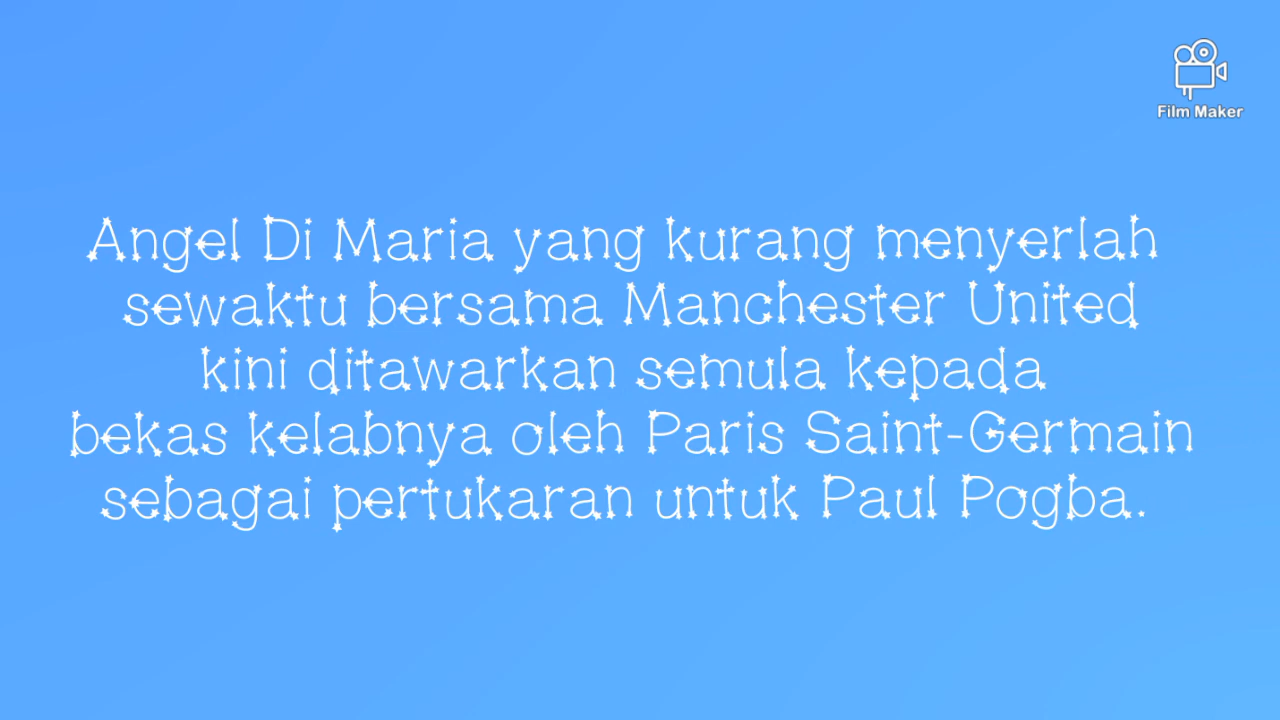 Film Maker
Angel Di Maria yang kurang menyerlah
sewaktu bersama Manchester United
kini ditawarkan semula kepada
bekas kelabnya oleh Paris Saint-Germain
sebagai pertukaran untuk Paul Pogba.